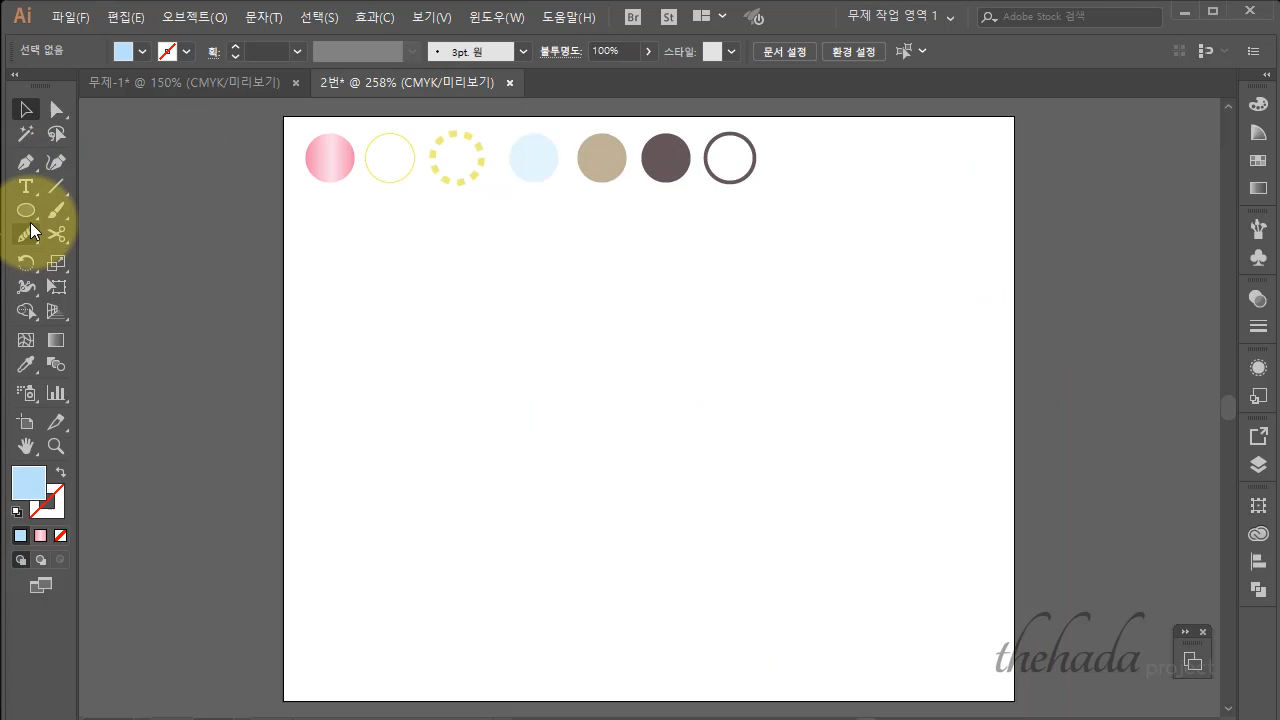 Ai 파일(F) 편집(E) 오브젝트(O) 문자(T) 선택(S) 효과(C) 보기(V) 윈도우(W) 도움말(H) Br St 무제 작업 영역 1 Adobe Stock 검색
선택 없음 획: 3pt. 원 불투명도: 100% 스타일: 문서 설정 환경 설정
무제-1* @ 150% (CMYK/미리보기) × 2번* @ 258% (CMYK/미리보기) ×
T
thehada
project